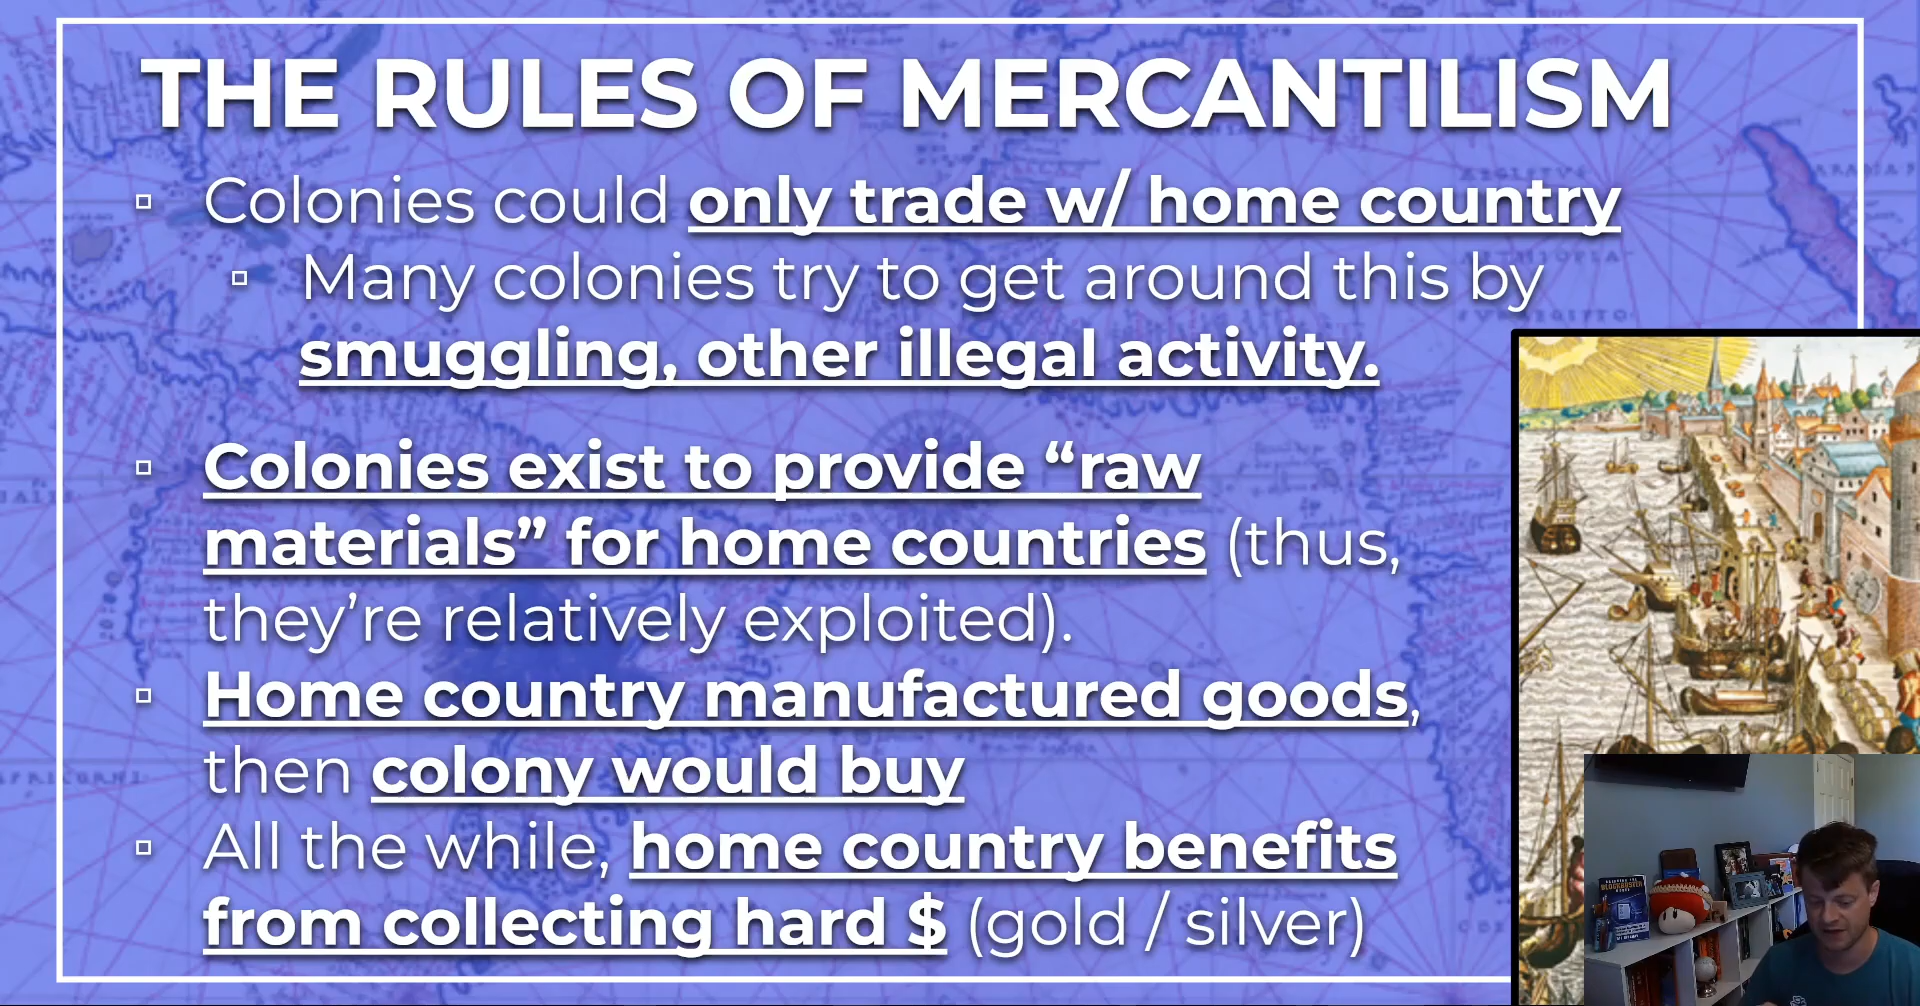 THE RULES OF MERCANTILISM
▫ Colonies could only trade w/ home country
▫ Many colonies try to get around this by
smuggling, other illegal activity.
▫ Colonies exist to provide “raw
materials” for home countries (thus,
they’re relatively exploited).
▫ Home country manufactured goods,
then colony would buy
▫ All the while, home country benefits
from collecting hard $ (gold / silver)
BLOCKBUSTER